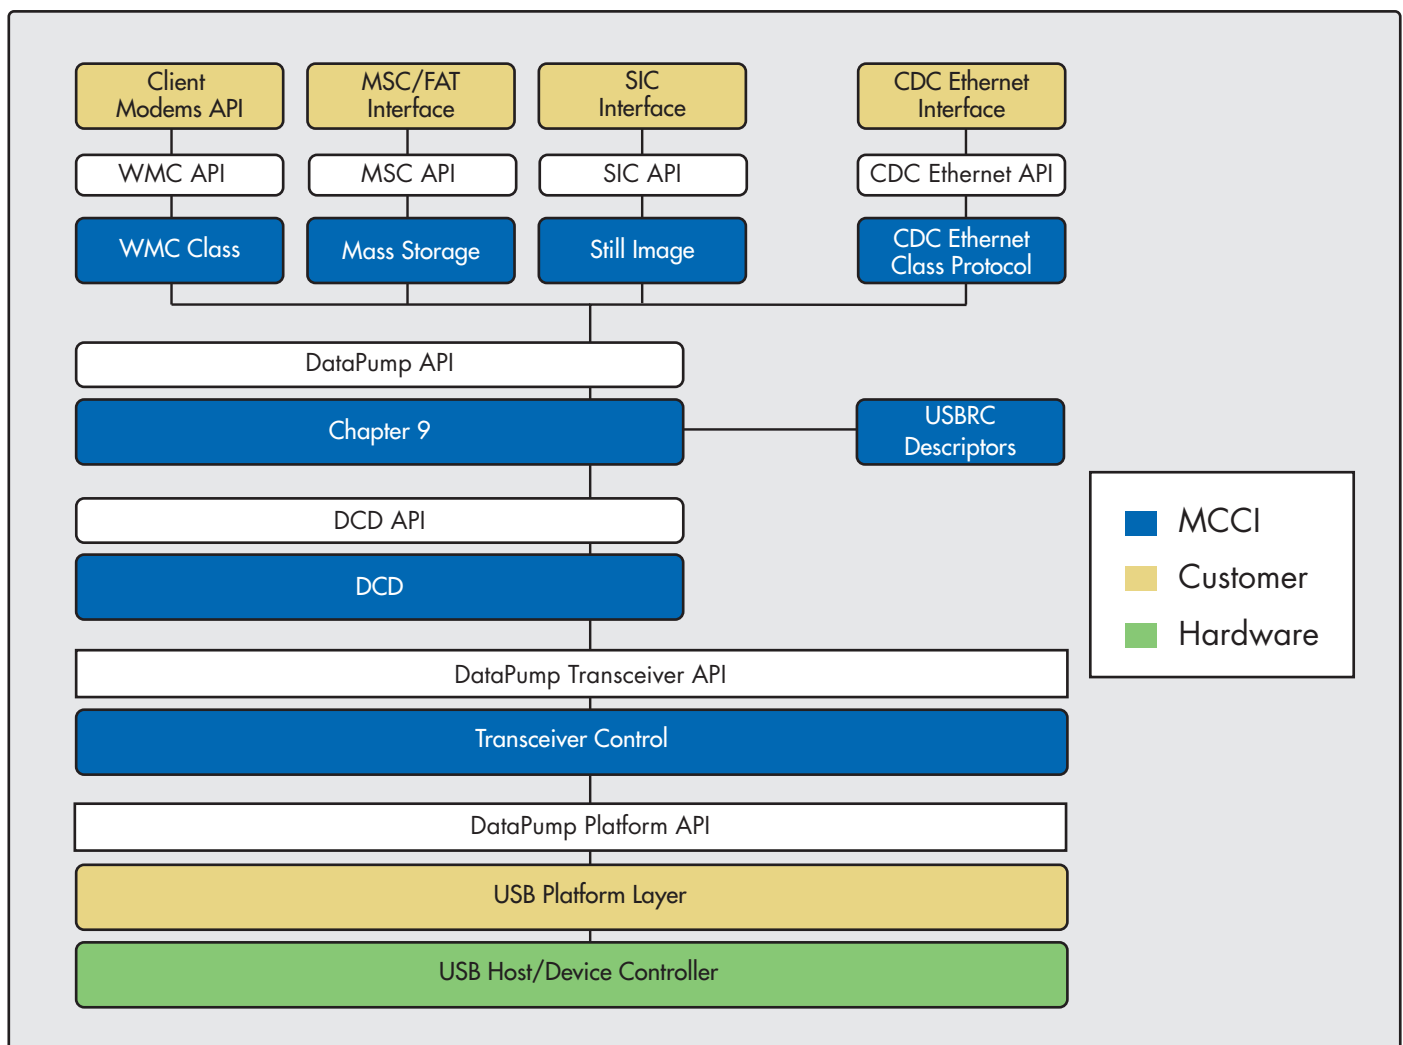 Client
Modems API
MSC/FAT
Interface
SIC
Interface
CDC Ethernet
Interface
WMC API
MSC API
SIC API
CDC Ethernet API
WMC Class
Mass Storage
Still Image
CDC Ethernet
Class Protocol
DataPump API
Chapter 9
USBRC
Descriptors
DCD API
DCD
MCCI
Customer
Hardware
DataPump Transceiver API
Transceiver Control
DataPump Platform API
USB Platform Layer
USB Host/Device Controller